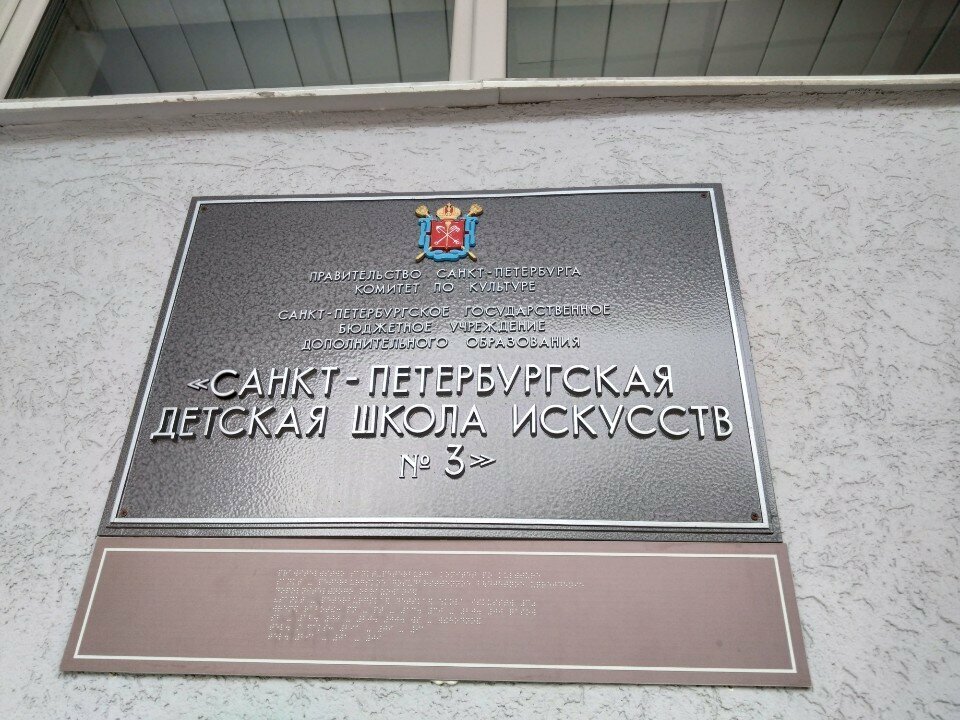 ПРАВИТЕЛЬСТВО САНКТ-ПЕТЕРБУРГА
КОМИТЕТ ПО КУЛЬТУРЕ
САНКТ-ПЕТЕРБУРГСКОЕ ГОСУДАРСТВЕННОЕ
БЮДЖЕТНОЕ УЧРЕЖДЕНИЕ
ДОПОЛНИТЕЛЬНОГО ОБРАЗОВАНИЯ
«САНКТ-ПЕТЕРБУРГСКАЯ
ДЕТСКАЯ ШКОЛА ИСКУССТВ
№ 3»